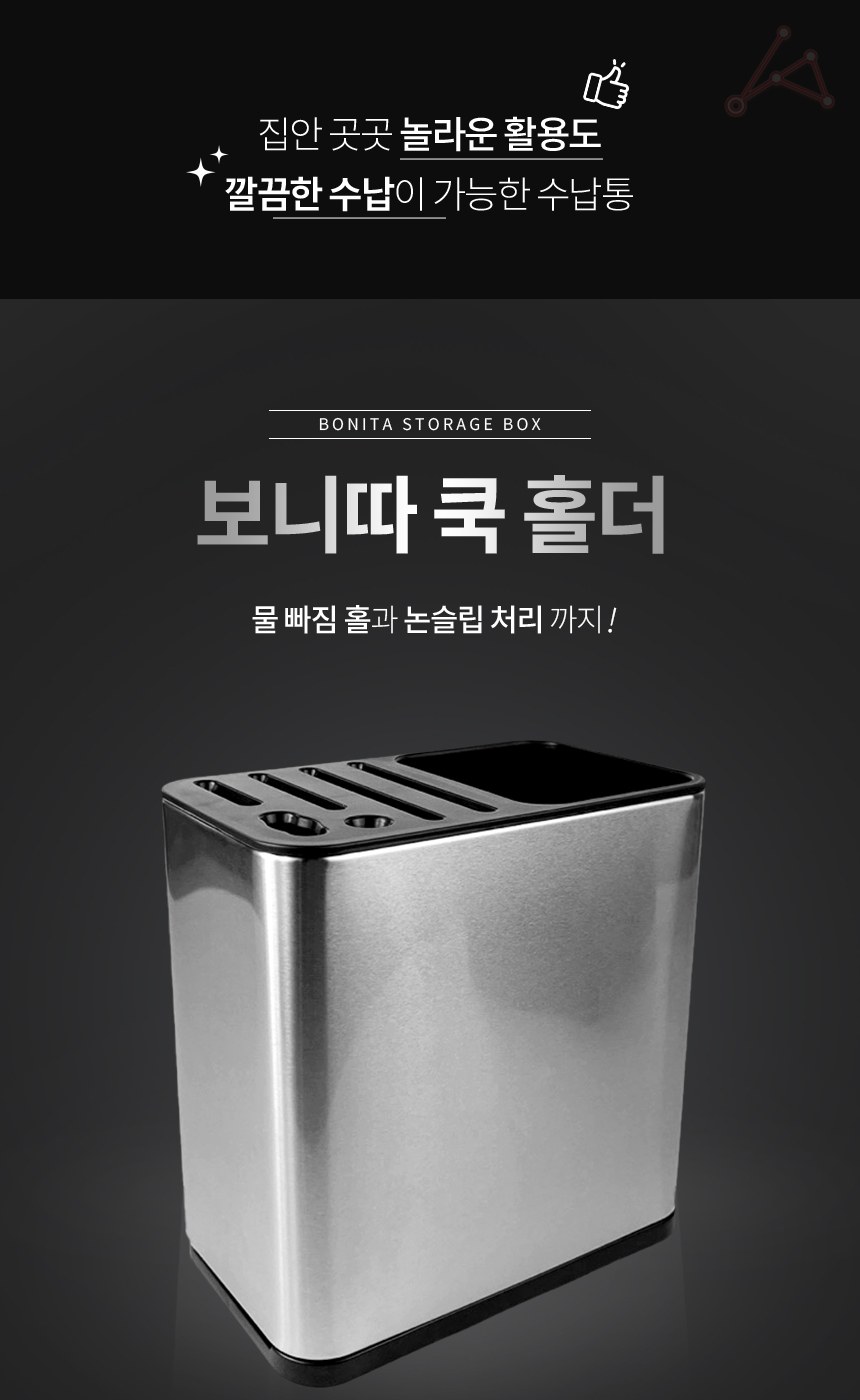 집안 곳곳 놀라운 활용도
깔끔한 수납이 가능한 수납통
BONITA STORAGE BOX
보니따 쿡 홀더
물 빠짐 홀과 논슬립 처리 까지!